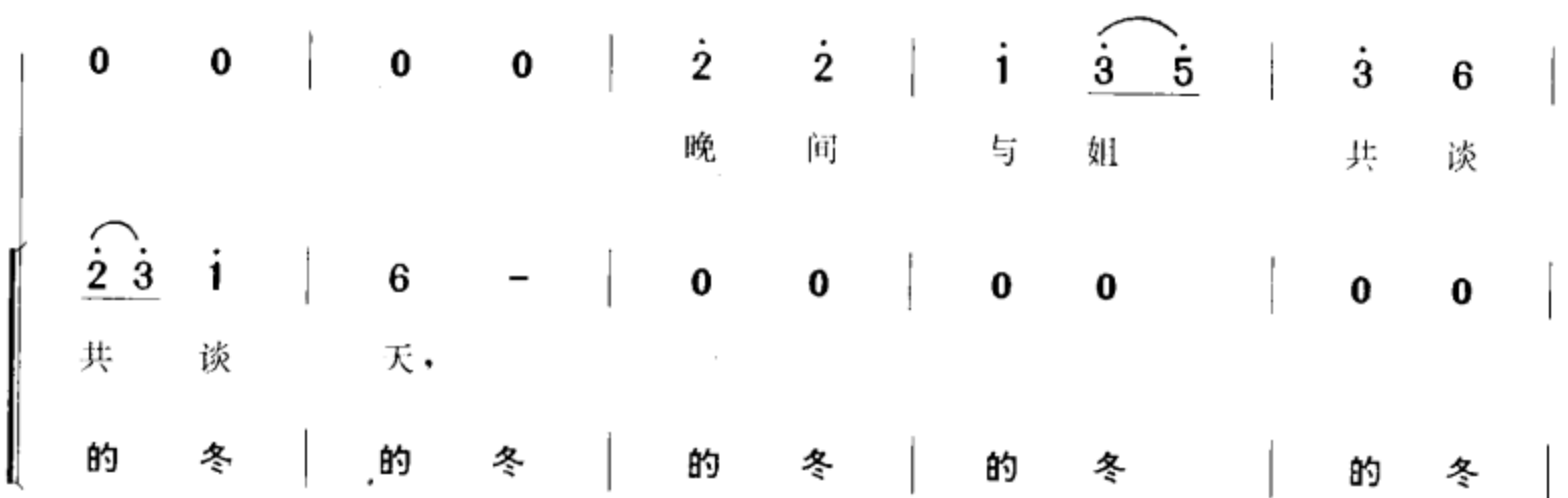 0 0 | 0 0 | 2̇ 2̇ | 1̇ 3̇ 5̇ | 3̇ 6 |
晚 间 与 姐 共 谈
2̇ 3̇ 1̇ | 6 - | 0 0 | 0 0 | 0 0 |
共 谈 天，
的 冬 | 的 冬 | 的 冬 | 的 冬 | 的 冬 |